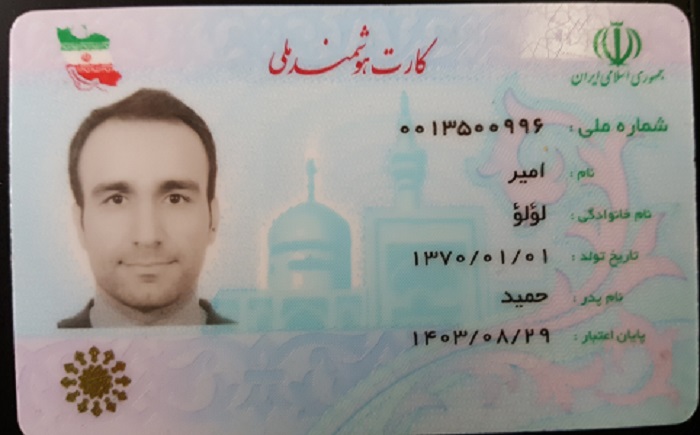 کارت هوشمند ملی
جمهوری اسلامی ایران
شماره ملی: ۰۰۱۳۵۰۰۹۹۶
نام: امیر
نام خانوادگی: لؤلؤ
تاریخ تولد: ۱۳۷۰/۰۱/۰۱
نام پدر: حمید
پایان اعتبار: ۱۴۰۳/۰۸/۲۹